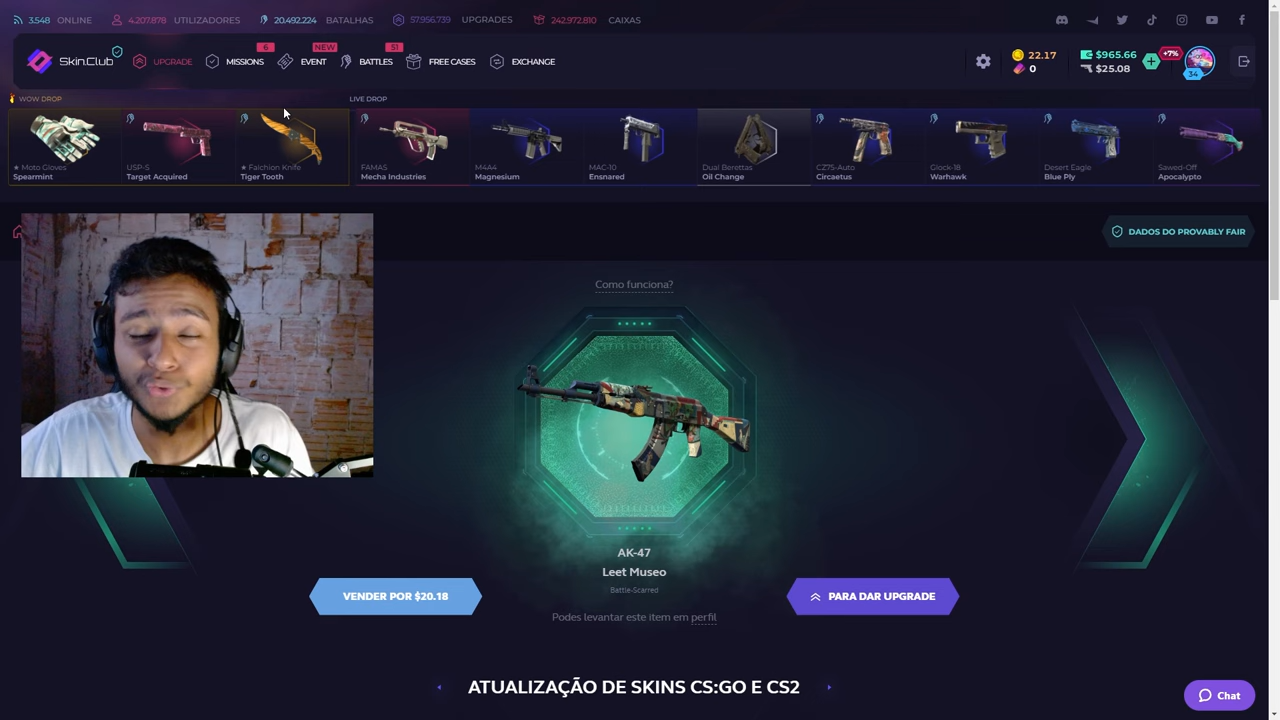 3.548 ONLINE 4.207.878 UTILIZADORES 20.492.224 BATALHAS 57.956.739 UPGRADES 242.972.810 CAIXAS
Skin.Club UPGRADE 6 MISSIONS NEW EVENT 51 BATTLES FREE CASES EXCHANGE 22.17 0 $965.66 $25.08 +7% 34
WOW DROP LIVE DROP
★ Moto Gloves USP-S ★ Falchion Knife FAMAS M4A4 MAC-10 Dual Berettas CZ75-Auto Glock-18 Desert Eagle Sawed-Off
Spearmint Target Acquired Tiger Tooth Mecha Industries Magnesium Ensnared Oil Change Circaetus Warhawk Blue Ply Apocalypto
DADOS DO PROVABLY FAIR
Como funciona?
AK-47
Leet Museo
Battle-Scarred
VENDER POR $20.18
PARA DAR UPGRADE
Podes levantar este item em perfil
ATUALIZAÇÃO DE SKINS CS:GO E CS2
Chat